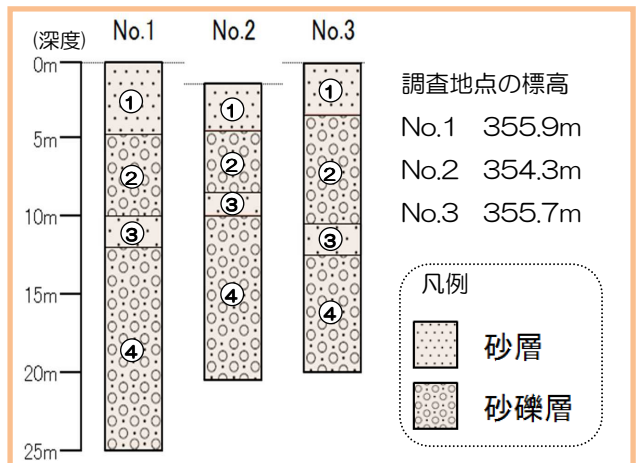 (深度) No.1 No.2 No.3
0m
5m
10m
15m
20m
25m
①
②
③
④
①
②
③
④
①
②
③
④
調査地点の標高
No.1 355.9m
No.2 354.3m
No.3 355.7m
凡例
砂層
砂礫層